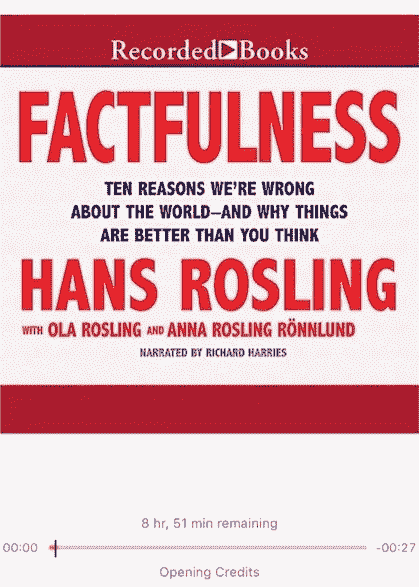 Recorded Books
FACTFULNESS
TEN REASONS WE'RE WRONG
ABOUT THE WORLD—AND WHY THINGS
ARE BETTER THAN YOU THINK
HANS ROSLING
WITH OLA ROSLING AND ANNA ROSLING RÖNNLUND
NARRATED BY RICHARD HARRIES
8 hr, 51 min remaining
00:00 -00:27
Opening Credits